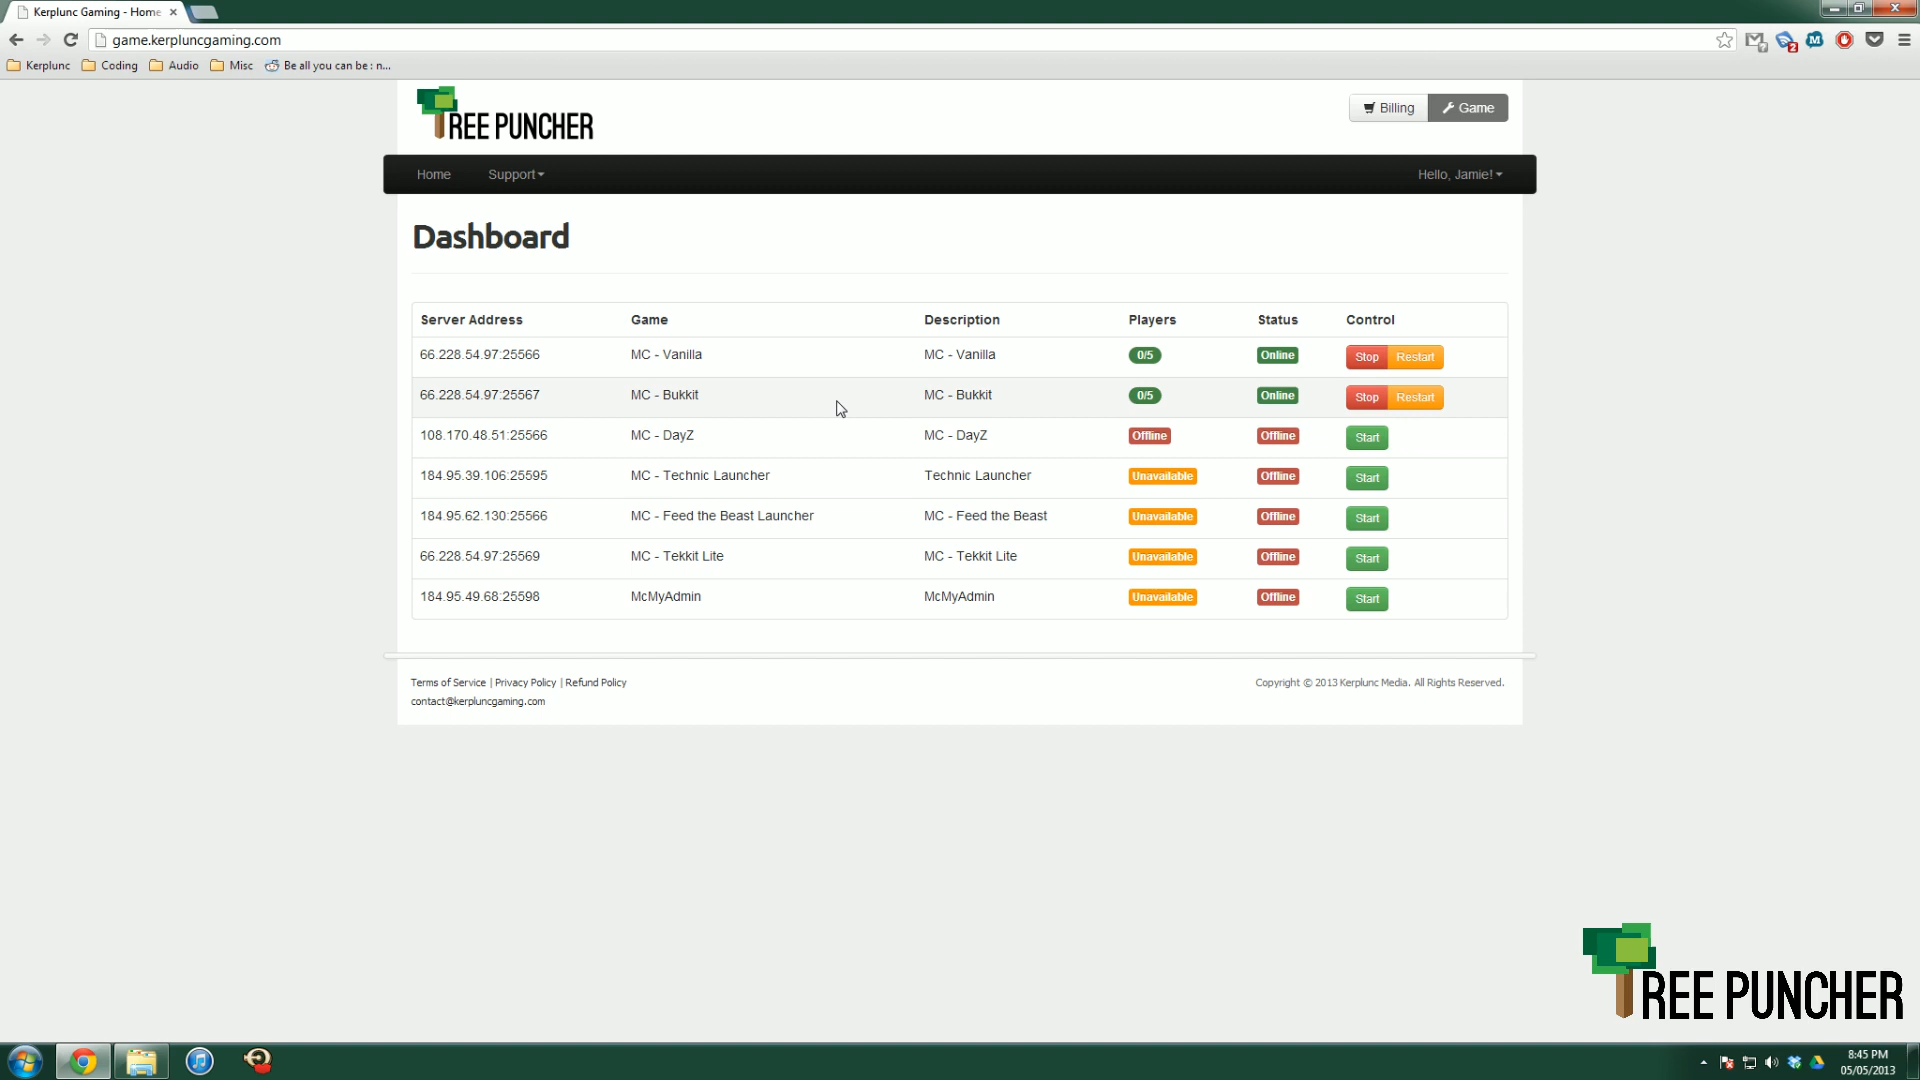 Kerplunc Gaming - Home
game.kerpluncgaming.com
Kerplunc Coding Audio Misc Be all you can be : n...
TREE PUNCHER
Billing Game
Home Support Hello, Jamie!
Dashboard
Server Address Game Description Players Status Control
66.228.54.97:25566 MC - Vanilla MC - Vanilla 0/5 Online Stop Restart
66.228.54.97:25567 MC - Bukkit MC - Bukkit 0/5 Online Stop Restart
108.170.48.51:25566 MC - DayZ MC - DayZ Offline Offline Start
184.95.39.106:25595 MC - Technic Launcher Technic Launcher Unavailable Offline Start
184.95.62.130:25566 MC - Feed the Beast Launcher MC - Feed the Beast Unavailable Offline Start
66.228.54.97:25569 MC - Tekkit Lite MC - Tekkit Lite Unavailable Offline Start
184.95.49.68:25598 McMyAdmin McMyAdmin Unavailable Offline Start
Terms of Service | Privacy Policy | Refund Policy Copyright © 2013 Kerplunc Media. All Rights Reserved.
contact@kerpluncgaming.com
TREE PUNCHER
8:45 PM
05/05/2013